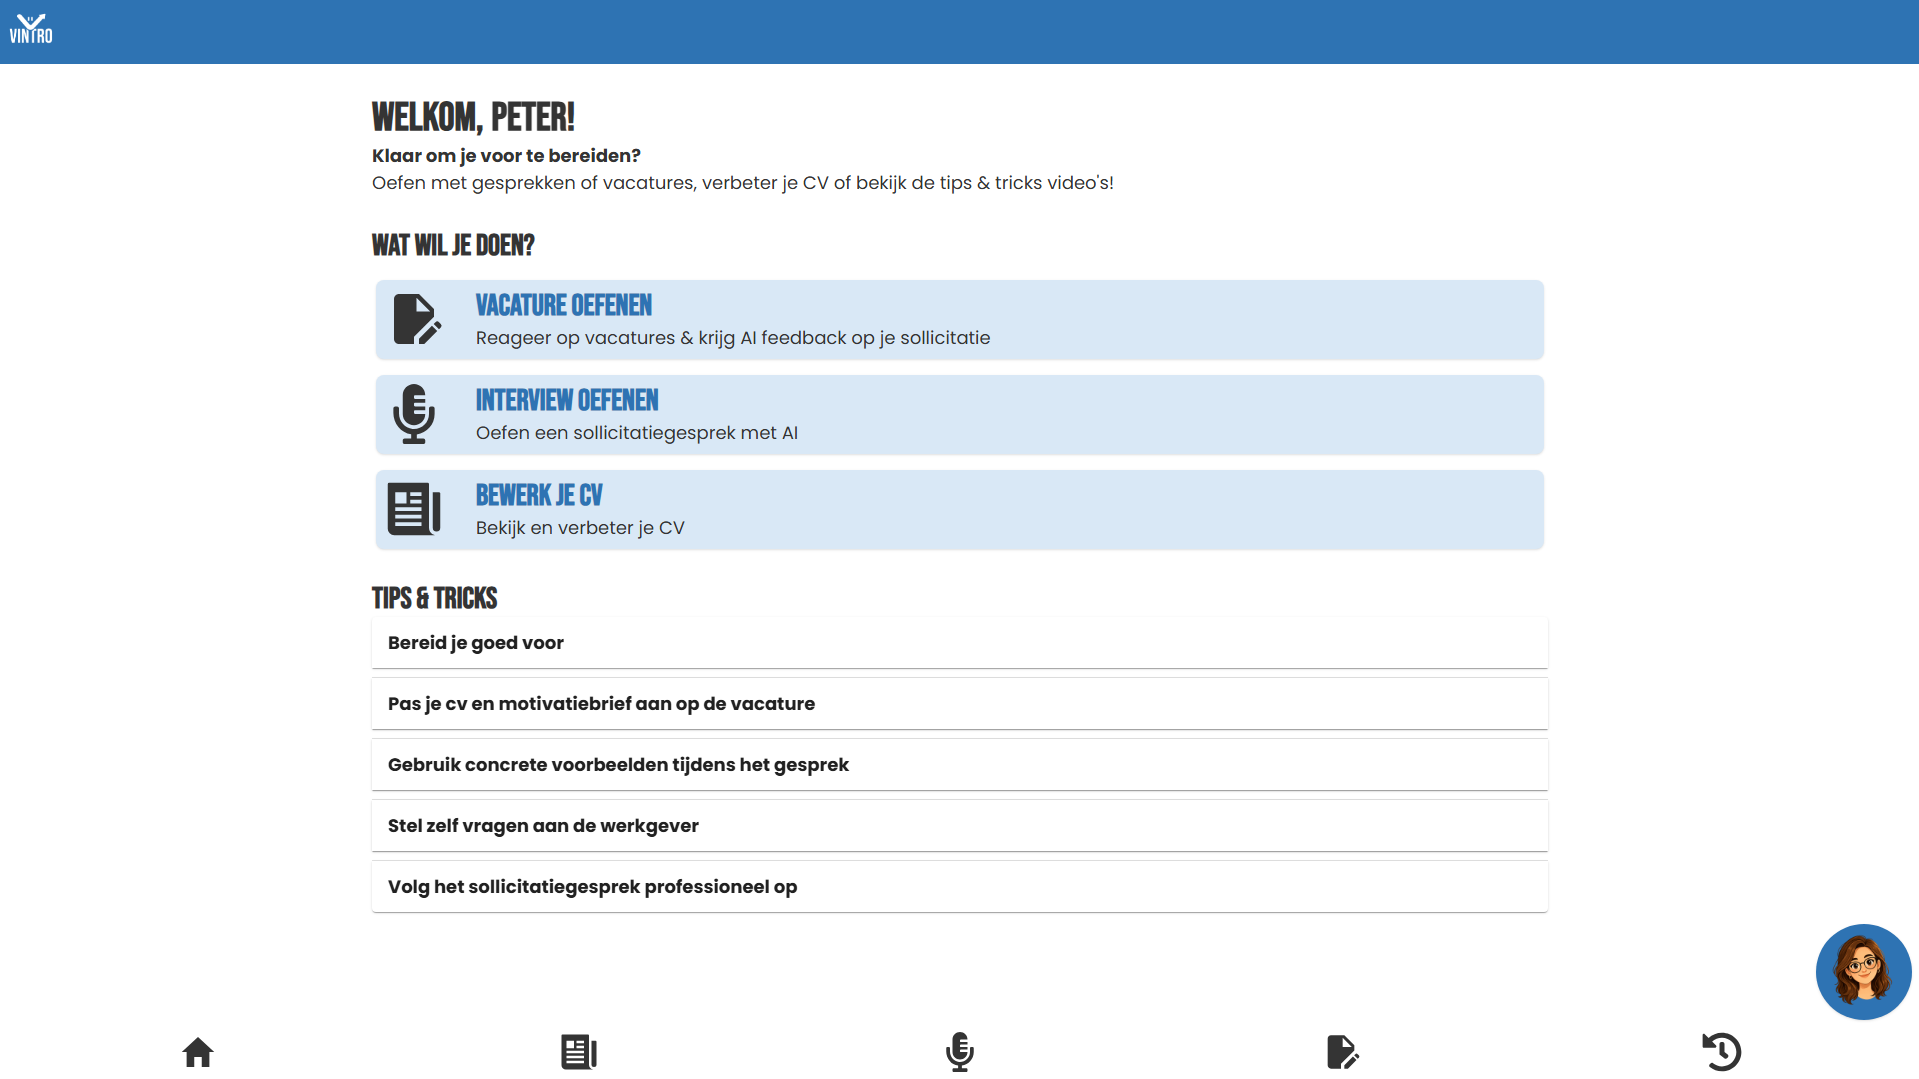 VINTRO
WELKOM, PETER!
Klaar om je voor te bereiden?
Oefen met gesprekken of vacatures, verbeter je CV of bekijk de tips & tricks video's!
WAT WIL JE DOEN?
VACATURE OEFENEN
Reageer op vacatures & krijg AI feedback op je sollicitatie
INTERVIEW OEFENEN
Oefen een sollicitatiegesprek met AI
BEWERK JE CV
Bekijk en verbeter je CV
TIPS & TRICKS
Bereid je goed voor
Pas je cv en motivatiebrief aan op de vacature
Gebruik concrete voorbeelden tijdens het gesprek
Stel zelf vragen aan de werkgever
Volg het sollicitatiegesprek professioneel op